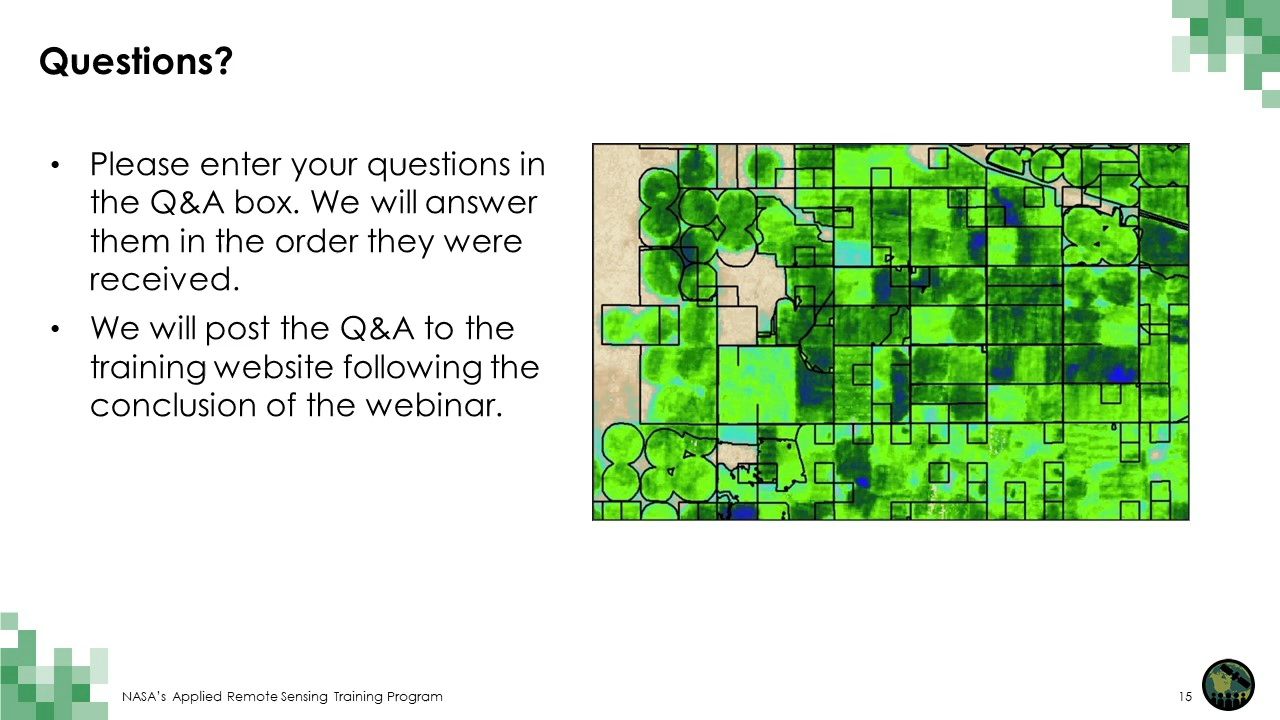 Questions?
• Please enter your questions in
the Q&A box. We will answer
them in the order they were
received.
• We will post the Q&A to the
training website following the
conclusion of the webinar.
NASA's Applied Remote Sensing Training Program
15